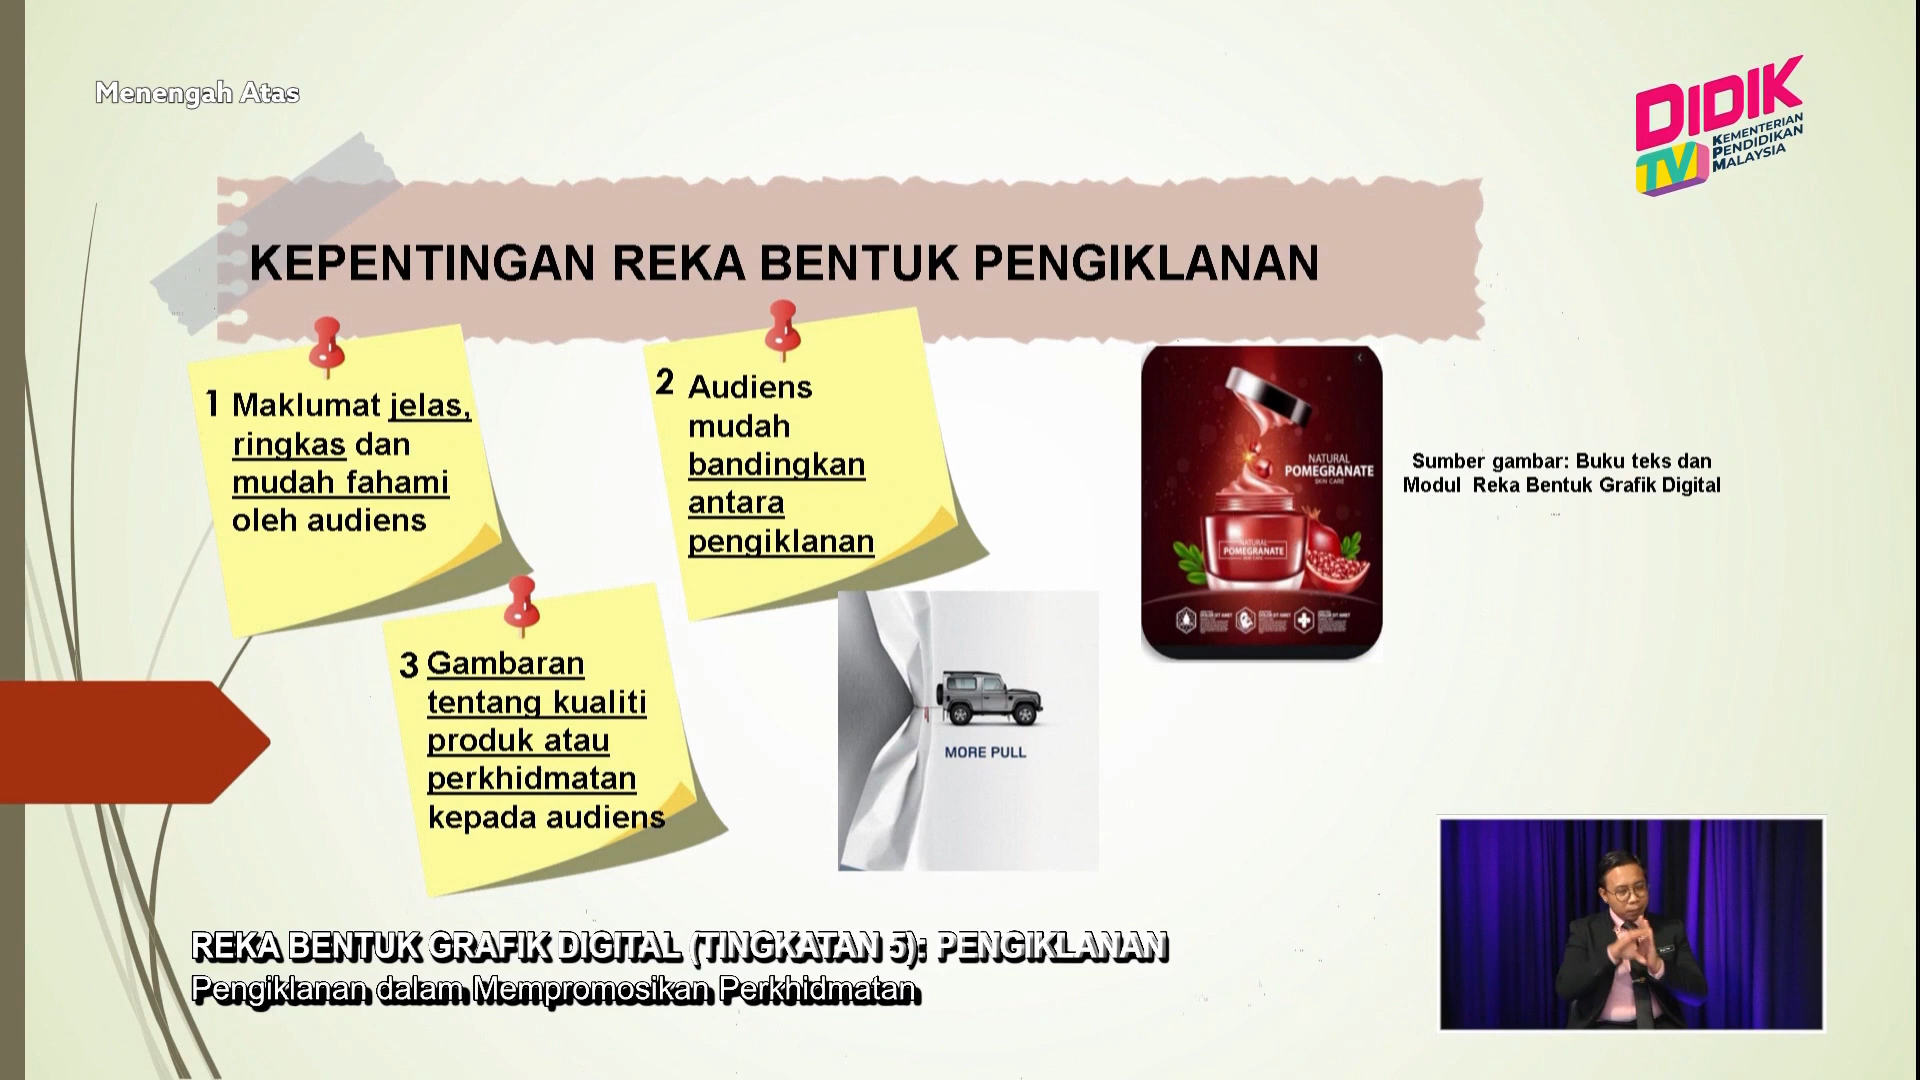 Menengah Atas
DIDIK
TV
KEMENTERIAN
PENDIDIKAN
MALAYSIA
KEPENTINGAN REKA BENTUK PENGIKLANAN
1 Maklumat jelas,
ringkas dan
mudah fahami
oleh audiens
2 Audiens
mudah
bandingkan
antara
pengiklanan
3 Gambaran
tentang kualiti
produk atau
perkhidmatan
kepada audiens
MORE PULL
NATURAL
POMEGRANATE
SKIN CARE
NATURAL
POMEGRANATE
Sumber gambar: Buku teks dan
Modul Reka Bentuk Grafik Digital
REKA BENTUK GRAFIK DIGITAL (TINGKATAN 5): PENGIKLANAN
Pengiklanan dalam Mempromosikan Perkhidmatan